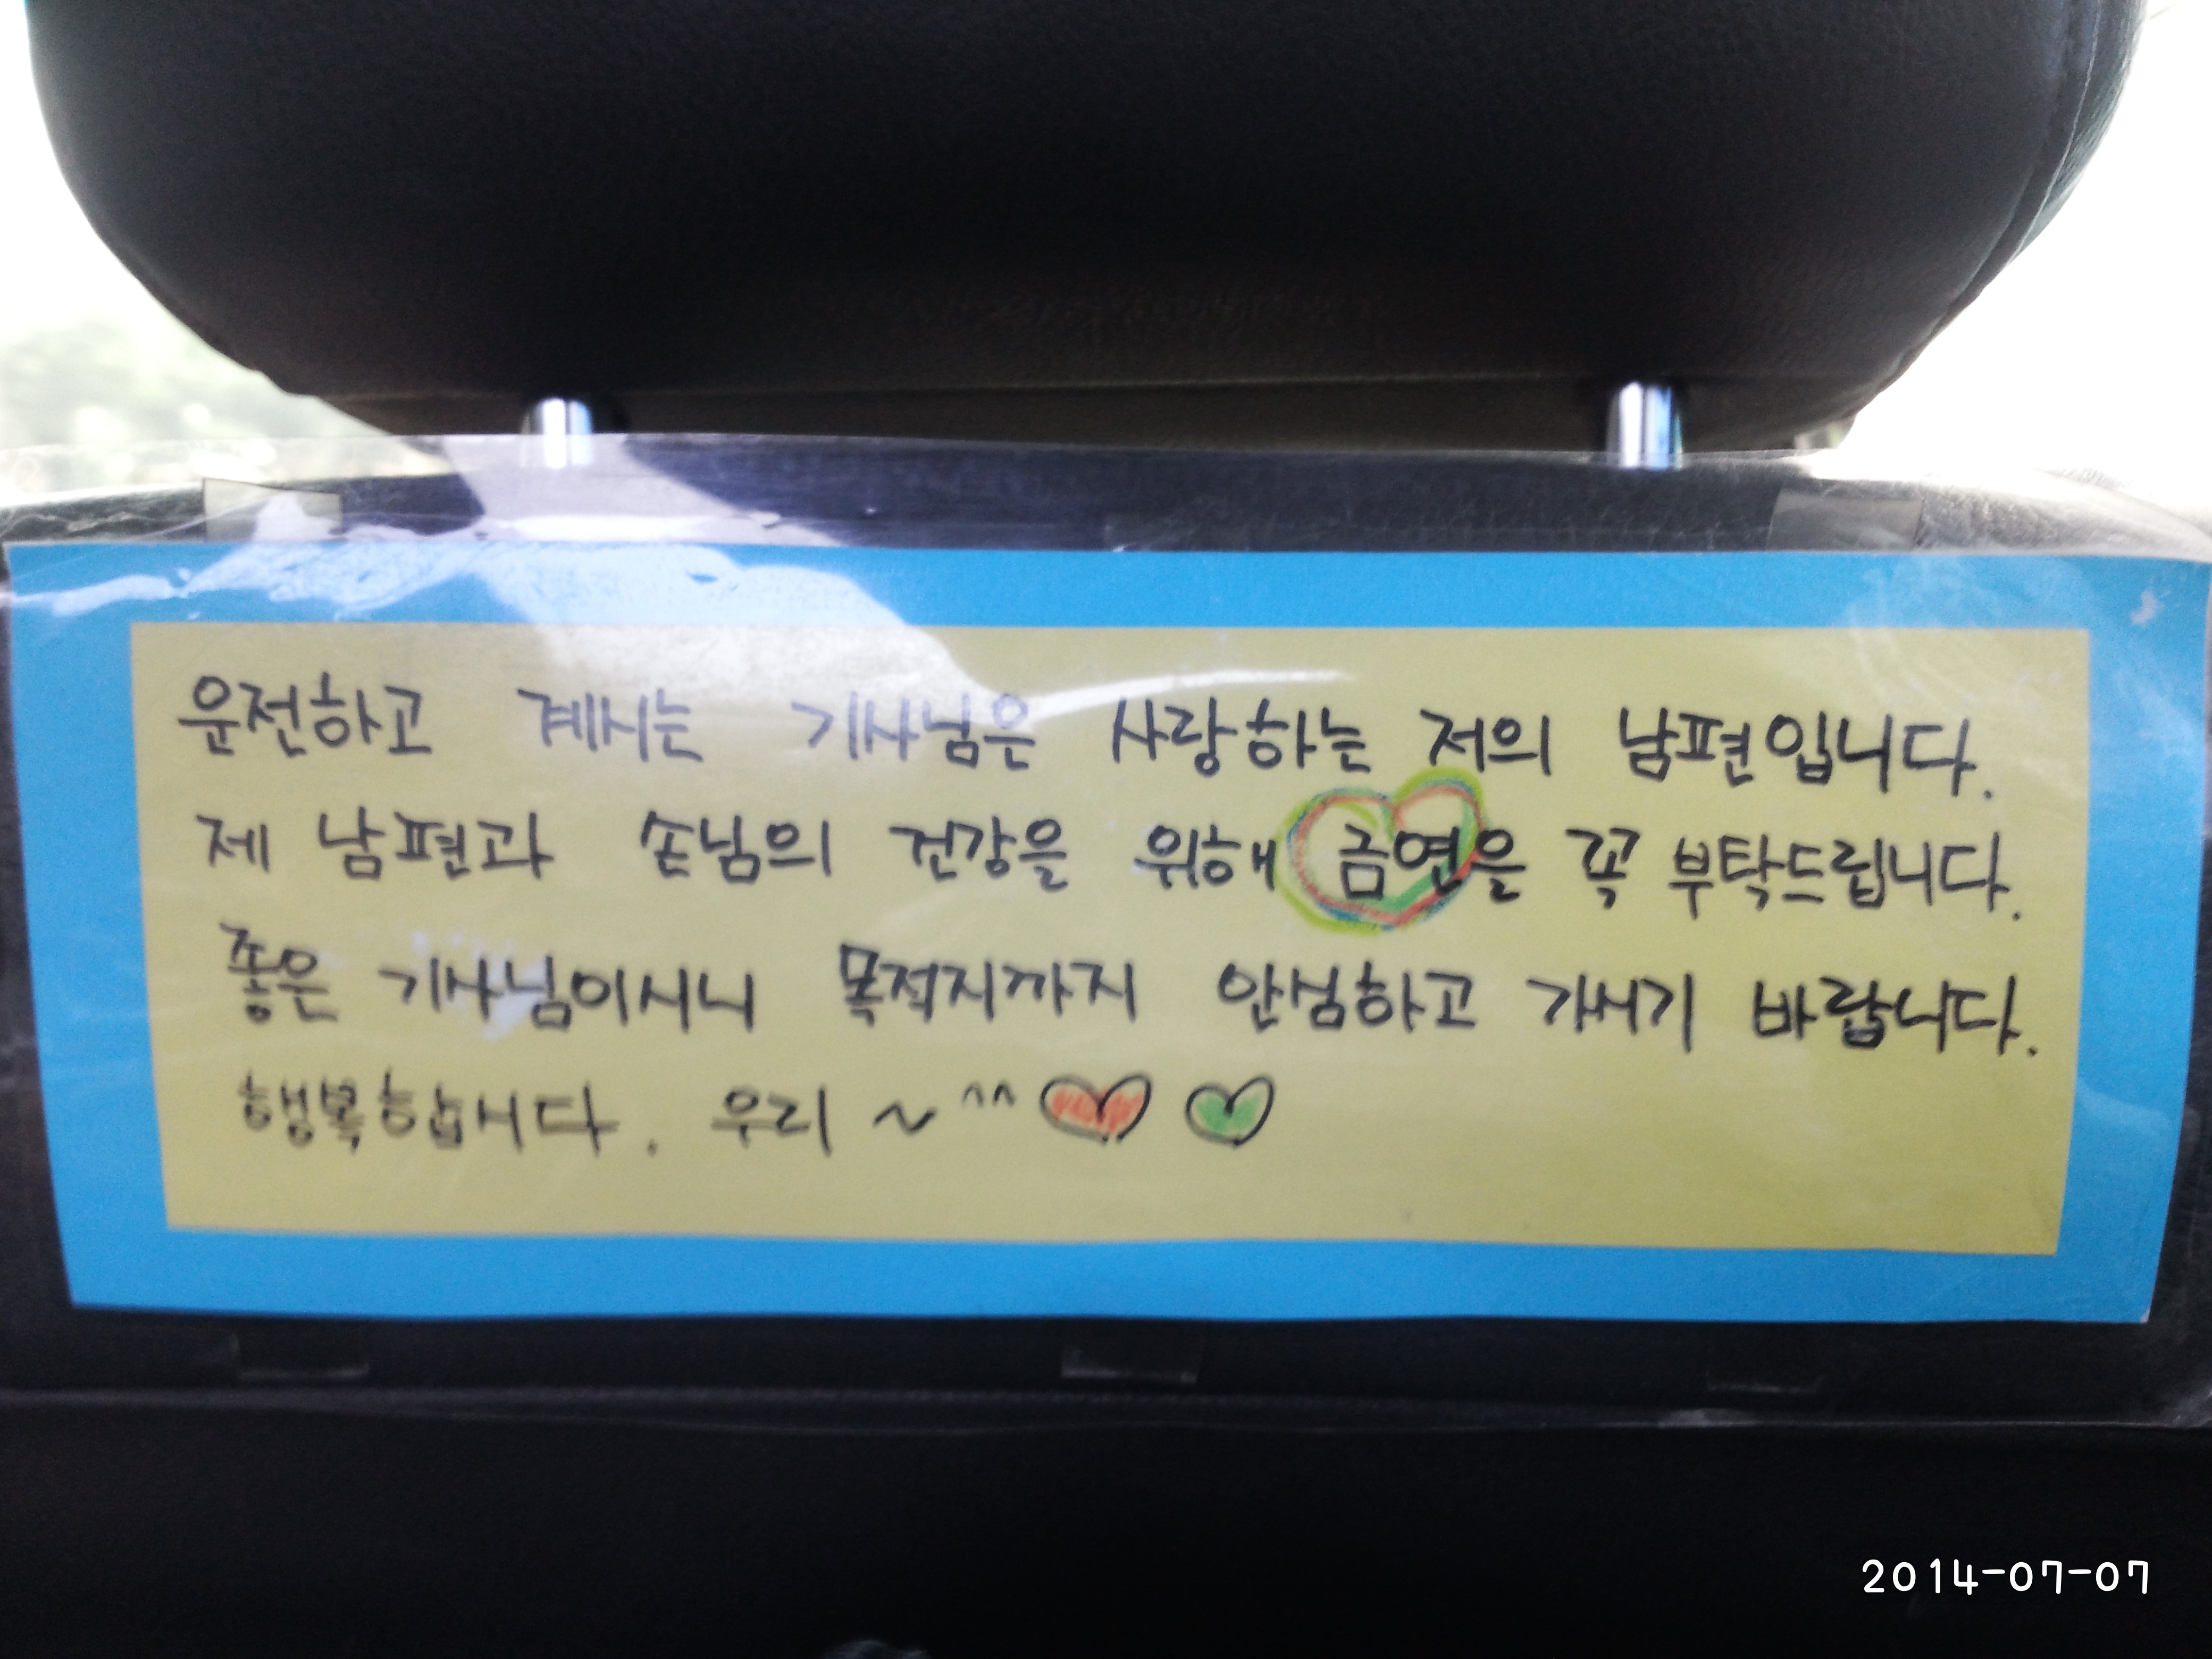 운전하고 계시는 기사님은 사랑하는 저의 남편입니다.
제 남편과 손님의 건강을 위해 금연을 꼭 부탁드립니다.
좋은 기사님이시니 목적지까지 안심하고 가시기 바랍니다.
행복합시다. 우리 ~ ^^ ♡ ♡
2014-07-07